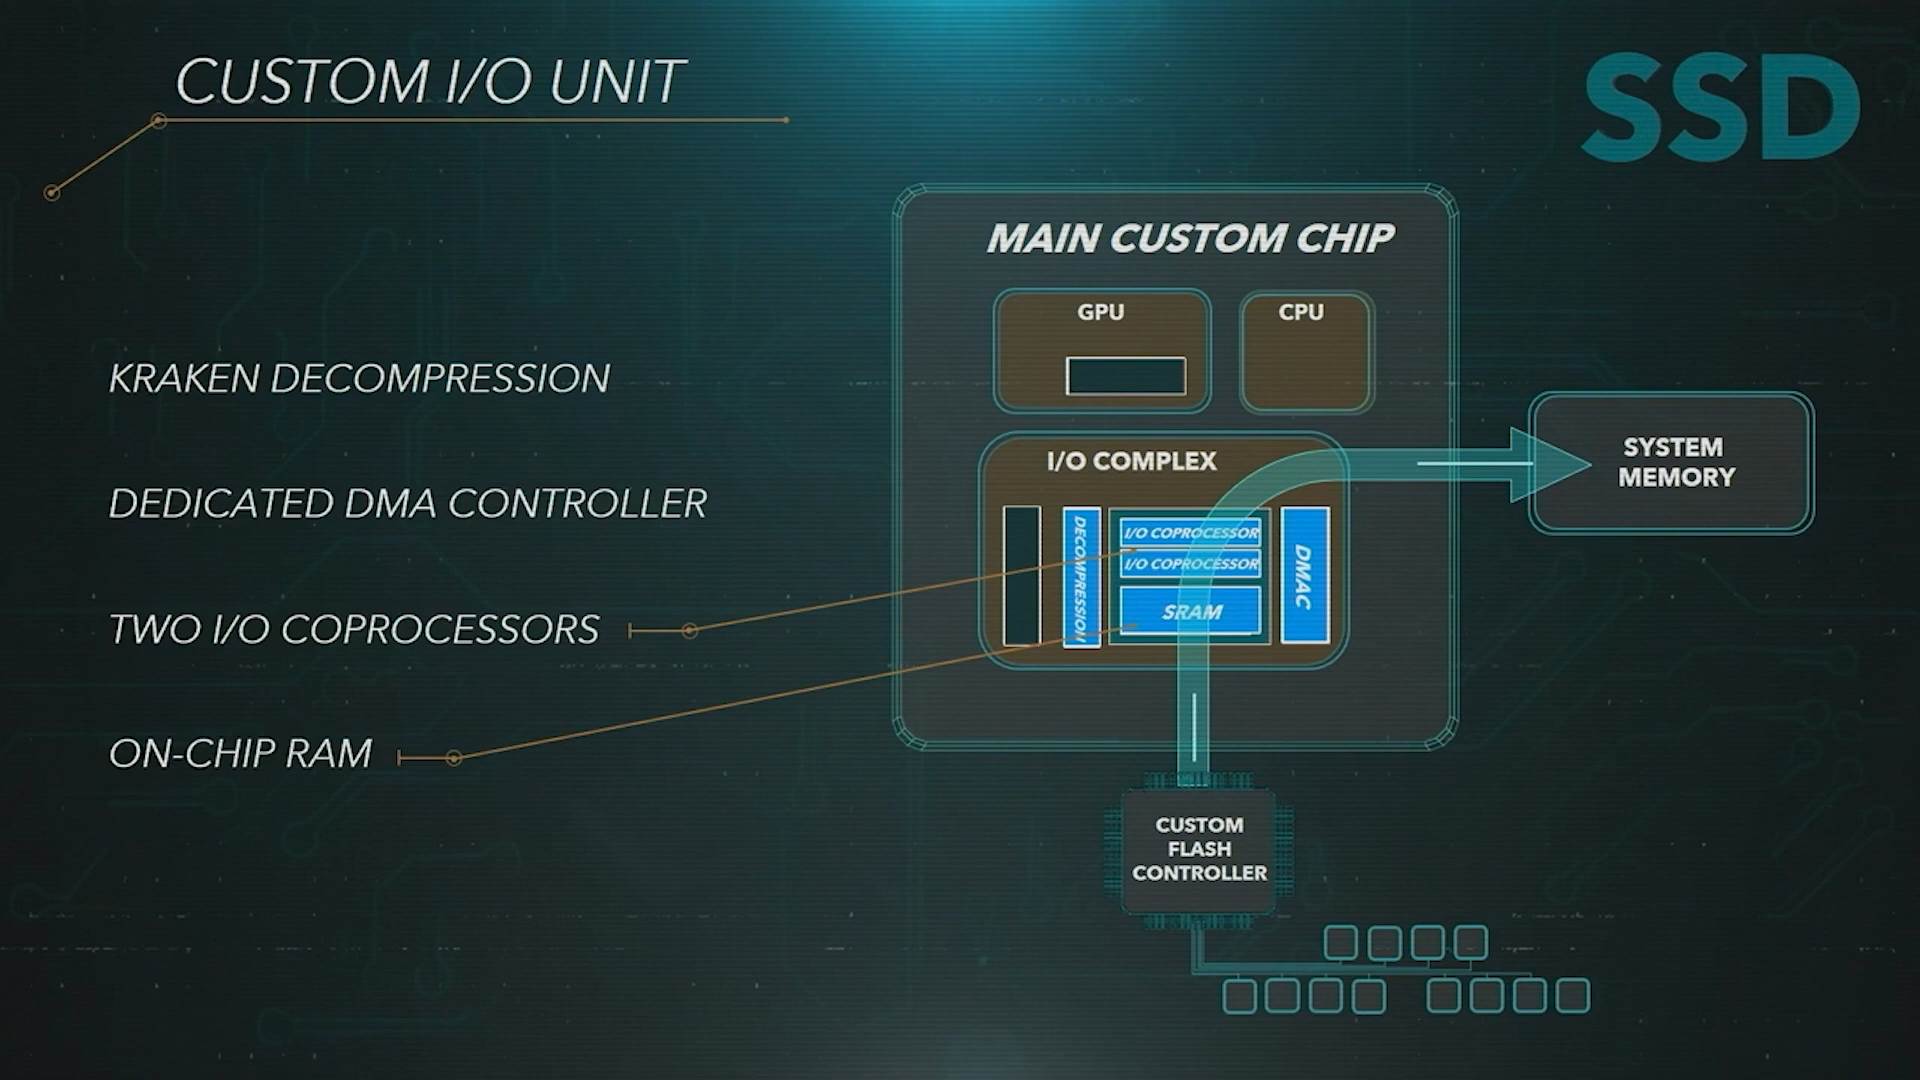 CUSTOM I/O UNIT
SSD
KRAKEN DECOMPRESSION
DEDICATED DMA CONTROLLER
TWO I/O COPROCESSORS
ON-CHIP RAM
MAIN CUSTOM CHIP
GPU
CPU
I/O COMPLEX
DECOMPRESSION
I/O COPROCESSOR
I/O COPROCESSOR
SRAM
DMAC
SYSTEM
MEMORY
CUSTOM
FLASH
CONTROLLER